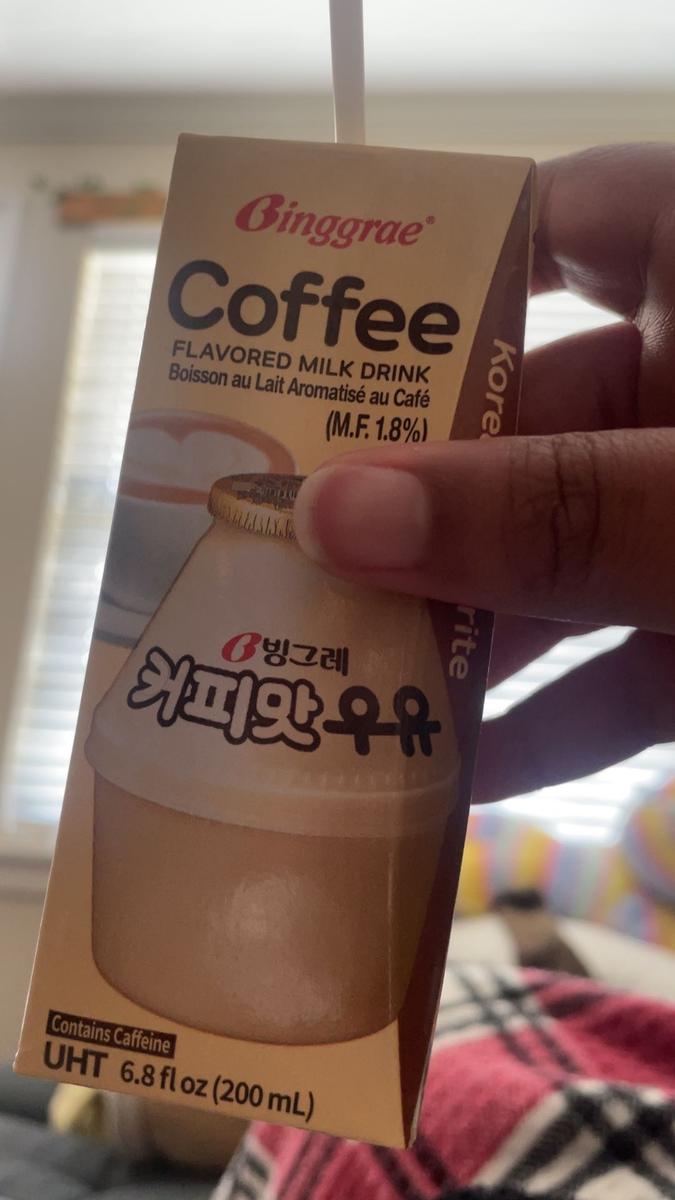 Binggrae®
Coffee
FLAVORED MILK DRINK
Boisson au Lait Aromatisé au Café
(M.F. 1.8%)
빙그레
커피맛우유
Contains Caffeine
UHT 6.8 fl oz (200 mL)